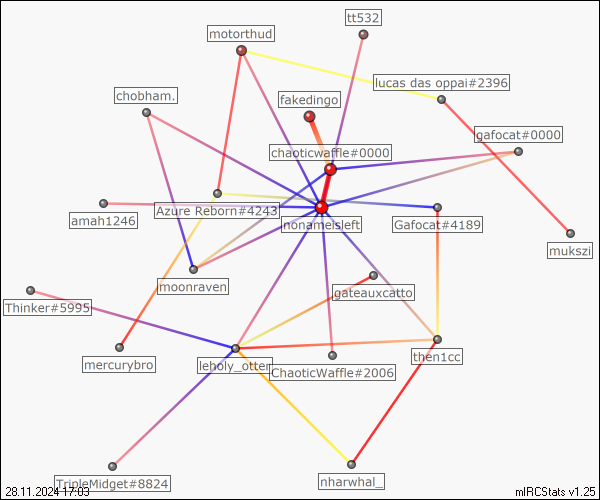 tt532
motorthud
lucas das oppai#2396
chobham.
fakedingo
gafocat#0000
chaoticwaffle#0000
Azure Reborn#4243
amah1246
nonameisleft
Gafocat#4189
mukszi
moonraven
gateauxcatto
Thinker#5995
mercurybro
leholy_otter
then1cc
ChaoticWaffle#2006
TripleMidget#8824
nharwhal_
28.11.2024 17:03
mIRCStats v1.25